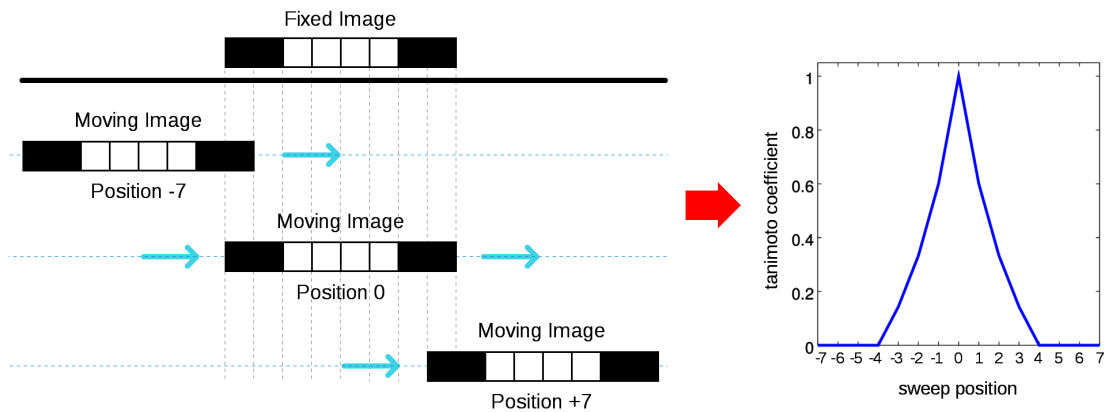 Fixed Image
Moving Image
Position -7
Moving Image
Position 0
Moving Image
Position +7
tanimoto coefficient
1
0.8
0.6
0.4
0.2
0
-7 -6 -5 -4 -3 -2 -1 0 1 2 3 4 5 6 7
sweep position